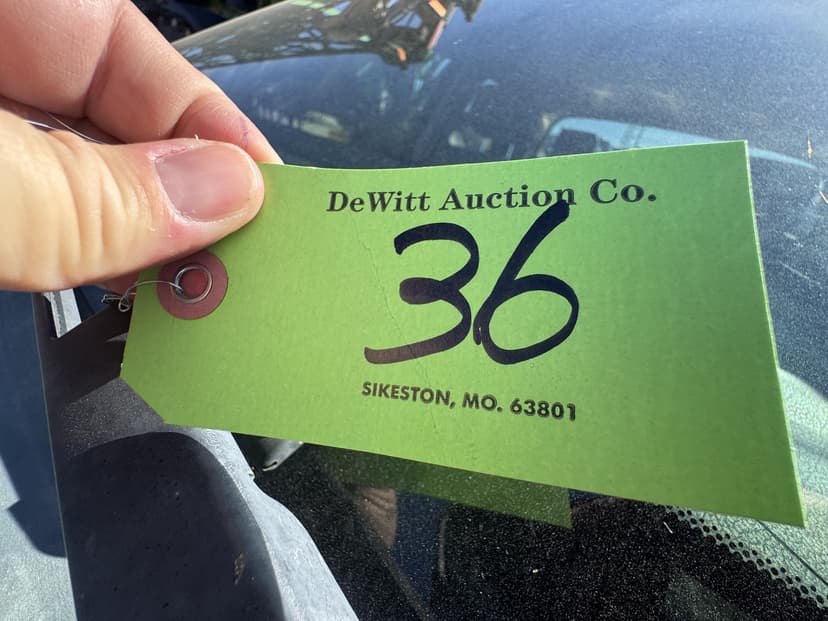 DeWitt Auction Co.
36
SIKESTON, MO. 63801